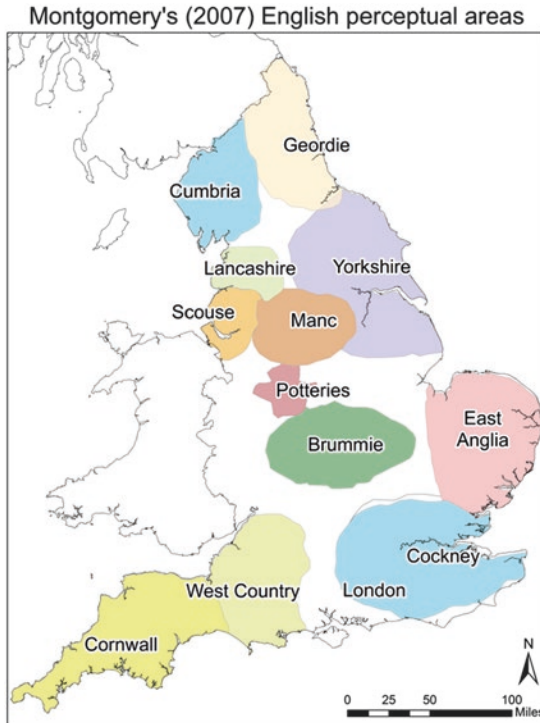 Montgomery's (2007) English perceptual areas
Geordie
Cumbria
Lancashire
Yorkshire
Scouse
Manc
Potteries
East
Anglia
Brummie
Cockney
West Country
London
Cornwall
N
0 25 50 100
Miles